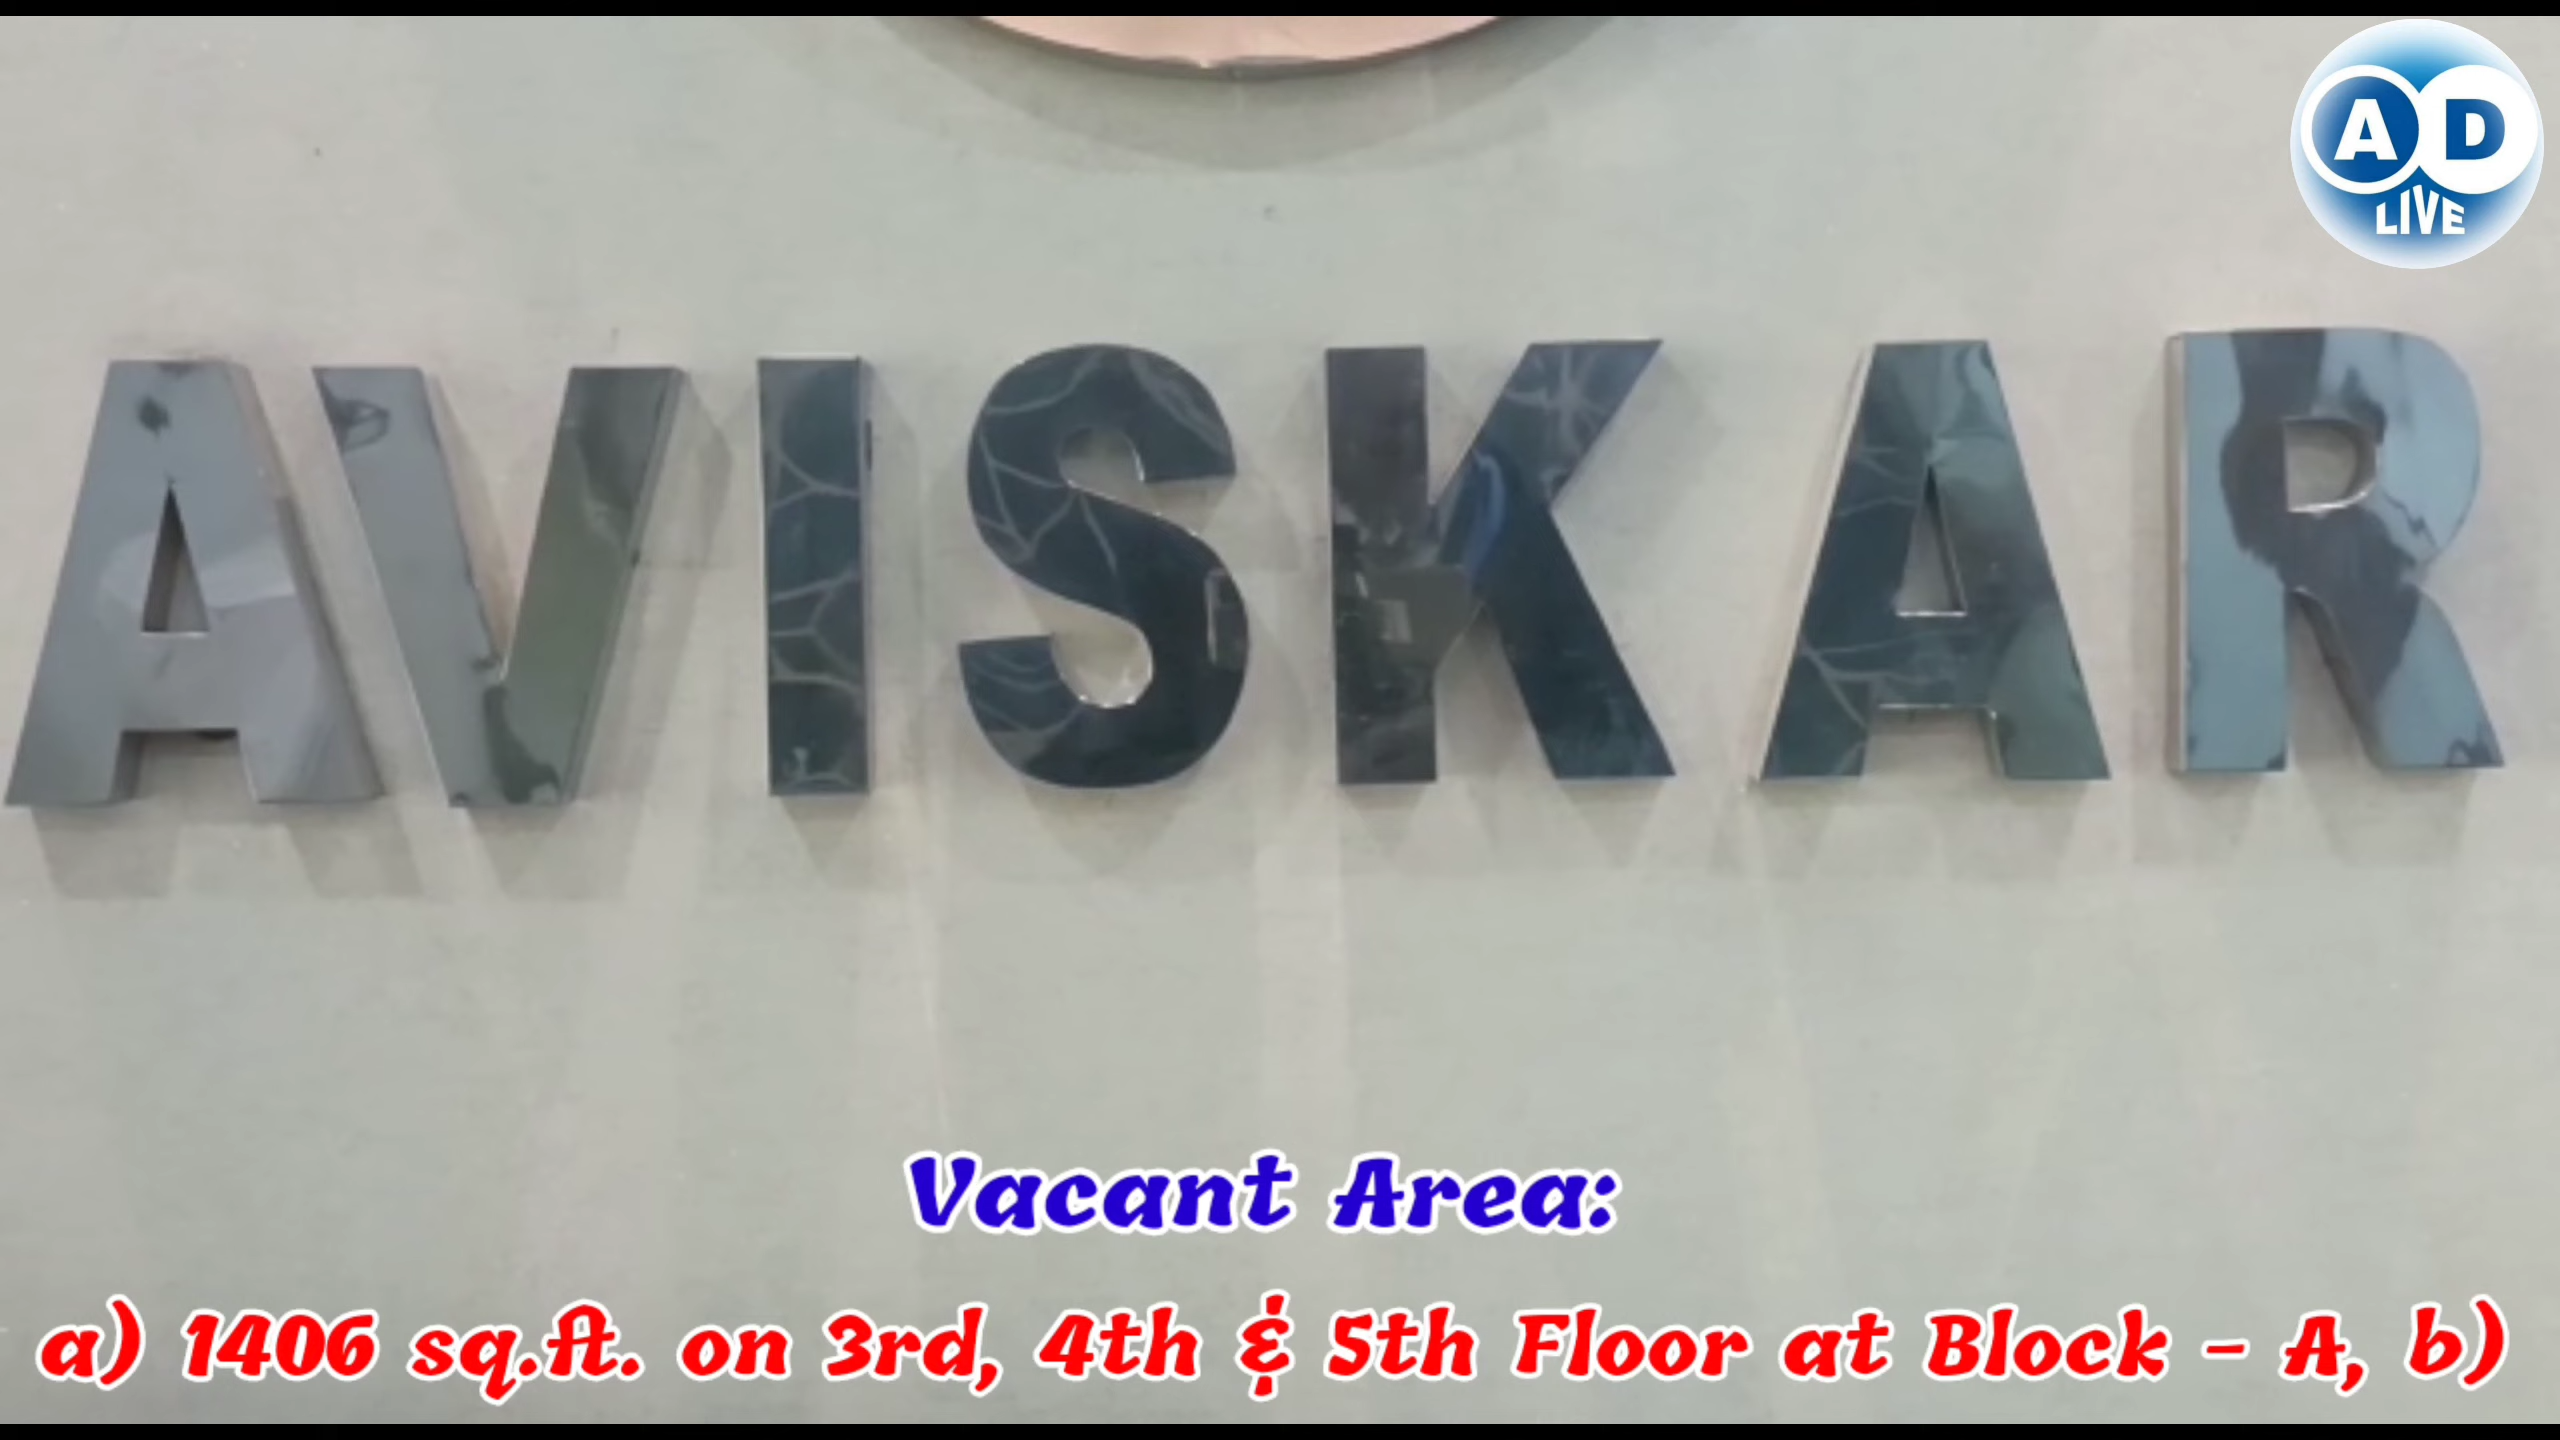 A D
LIVE
AVISKAR
Vacant Area:
a) 1406 sq.ft. on 3rd, 4th & 5th Floor at Block - A, b)